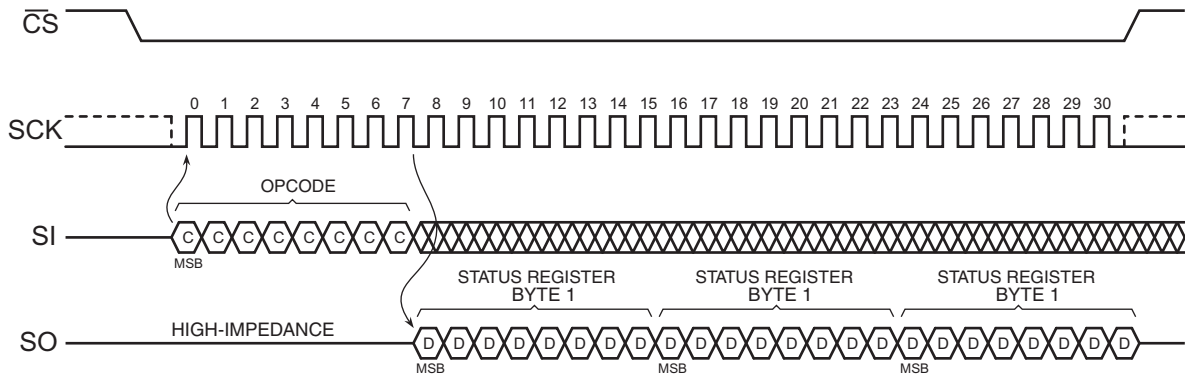 CS
0 1 2 3 4 5 6 7 8 9 10 11 12 13 14 15 16 17 18 19 20 21 22 23 24 25 26 27 28 29 30
SCK
OPCODE
SI C C C C C C C C
MSB
STATUS REGISTER BYTE 1
STATUS REGISTER BYTE 1
STATUS REGISTER BYTE 1
HIGH-IMPEDANCE
SO D D D D D D D D D D D D D D D D D D D D D D D D
MSB MSB MSB